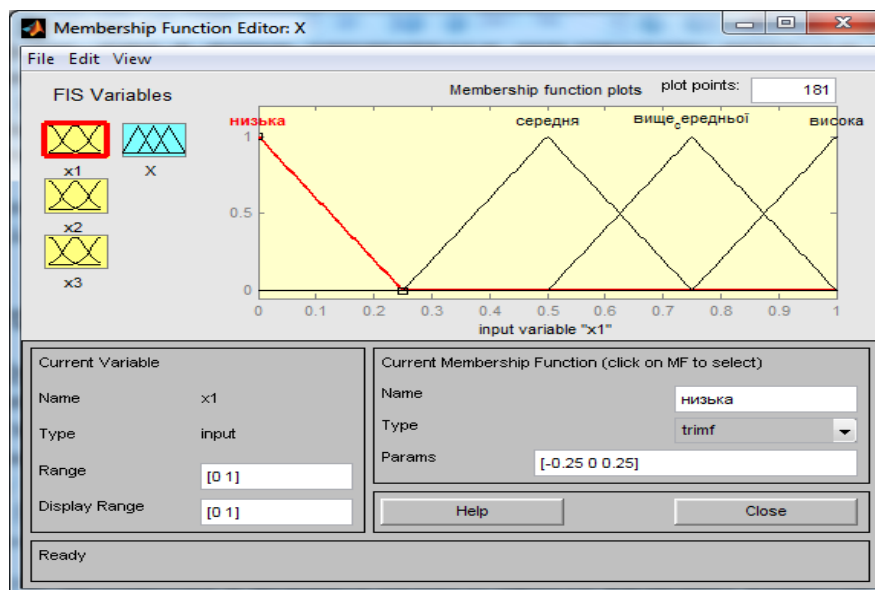 Membership Function Editor: X
File Edit View
FIS Variables
Membership function plots plot points: 181
x1 X
x2
x3
низька середня вище_середньої висока
1
0.5
0
0 0.1 0.2 0.3 0.4 0.5 0.6 0.7 0.8 0.9 1
input variable "x1"
Current Variable
Name x1
Type input
Range [0 1]
Display Range [0 1]
Current Membership Function (click on MF to select)
Name низька
Type trimf
Params [-0.25 0 0.25]
Help Close
Ready